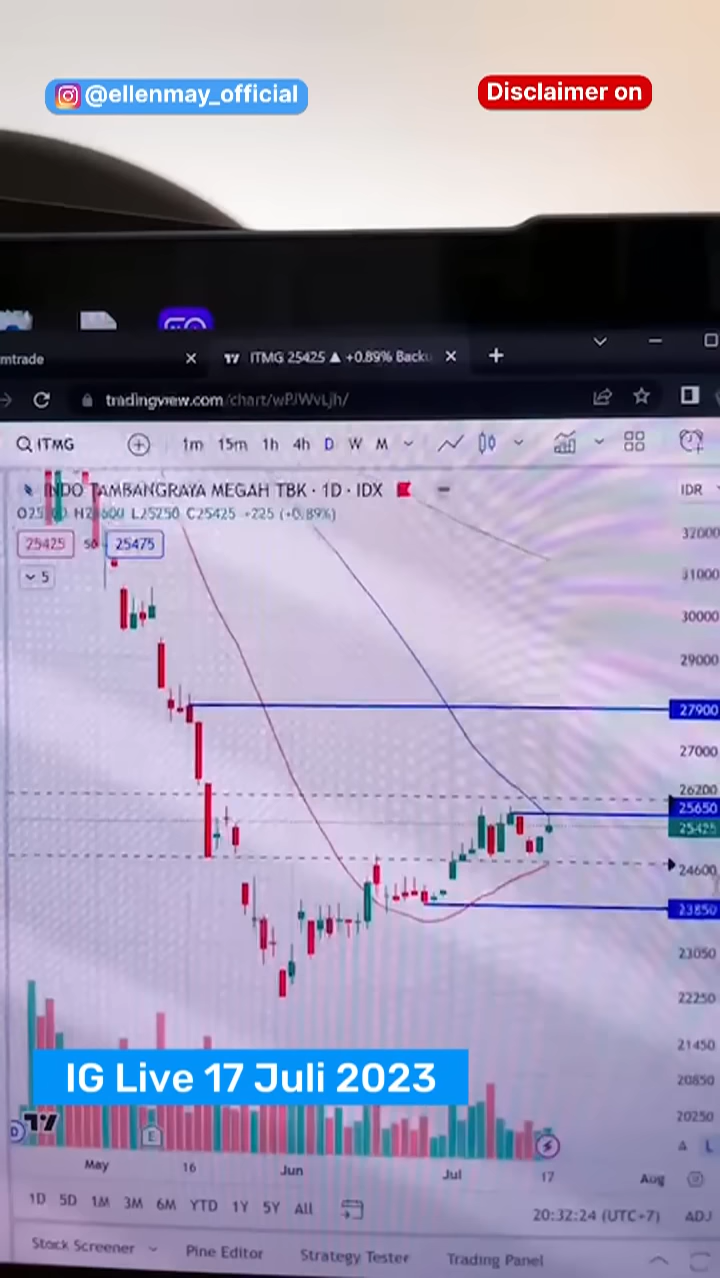 @ellenmay_official
Disclaimer on
mtrade
ITMG 25425 ▲ +0.89% Backu
tradingview.com/chart/wPJWvLjh/
ITMG
1m 15m 1h 4h D W M
INDO TAMBANGRAYA MEGAH TBK · 1D · IDX
L25250 C25425 +225 (+0.89%)
IDR
25425 50 25475
5
32000
31000
30000
29000
27900
27000
26200
25650
25425
24600
23850
23050
22250
21450
20850
20250
IG Live 17 Juli 2023
D
E
A L
May 16 Jun Jul 17 Aug
1D 5D 1M 3M 6M YTD 1Y 5Y All
20:32:24 (UTC+7) ADJ
Stock Screener Pine Editor Strategy Tester Trading Panel